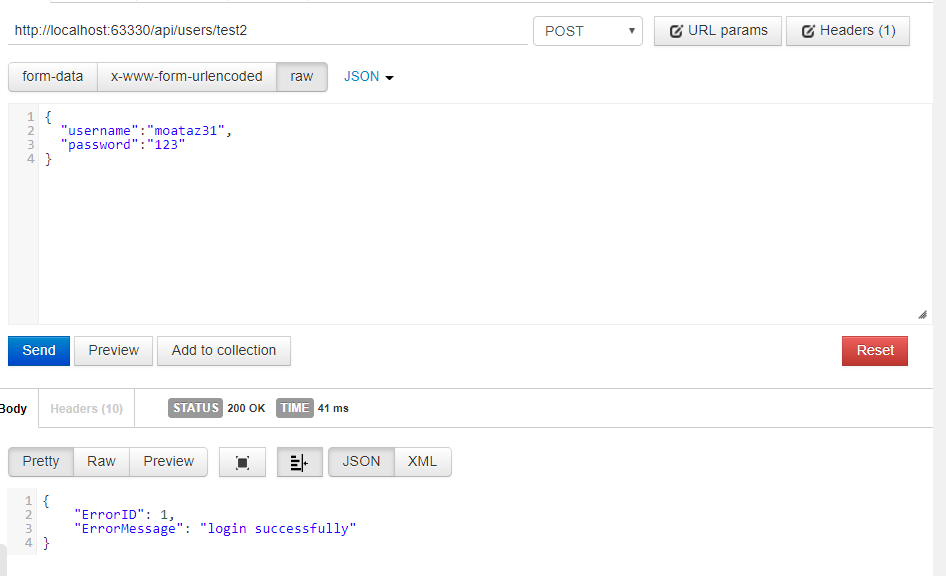 http://localhost:63330/api/users/test2 POST URL params Headers (1)
form-data x-www-form-urlencoded raw JSON
1 {
2 "username":"moataz31",
3 "password":"123"
4 }
Send Preview Add to collection Reset
Body Headers (10) STATUS 200 OK TIME 41 ms
Pretty Raw Preview JSON XML
1 {
2 "ErrorID": 1,
3 "ErrorMessage": "login successfully"
4 }